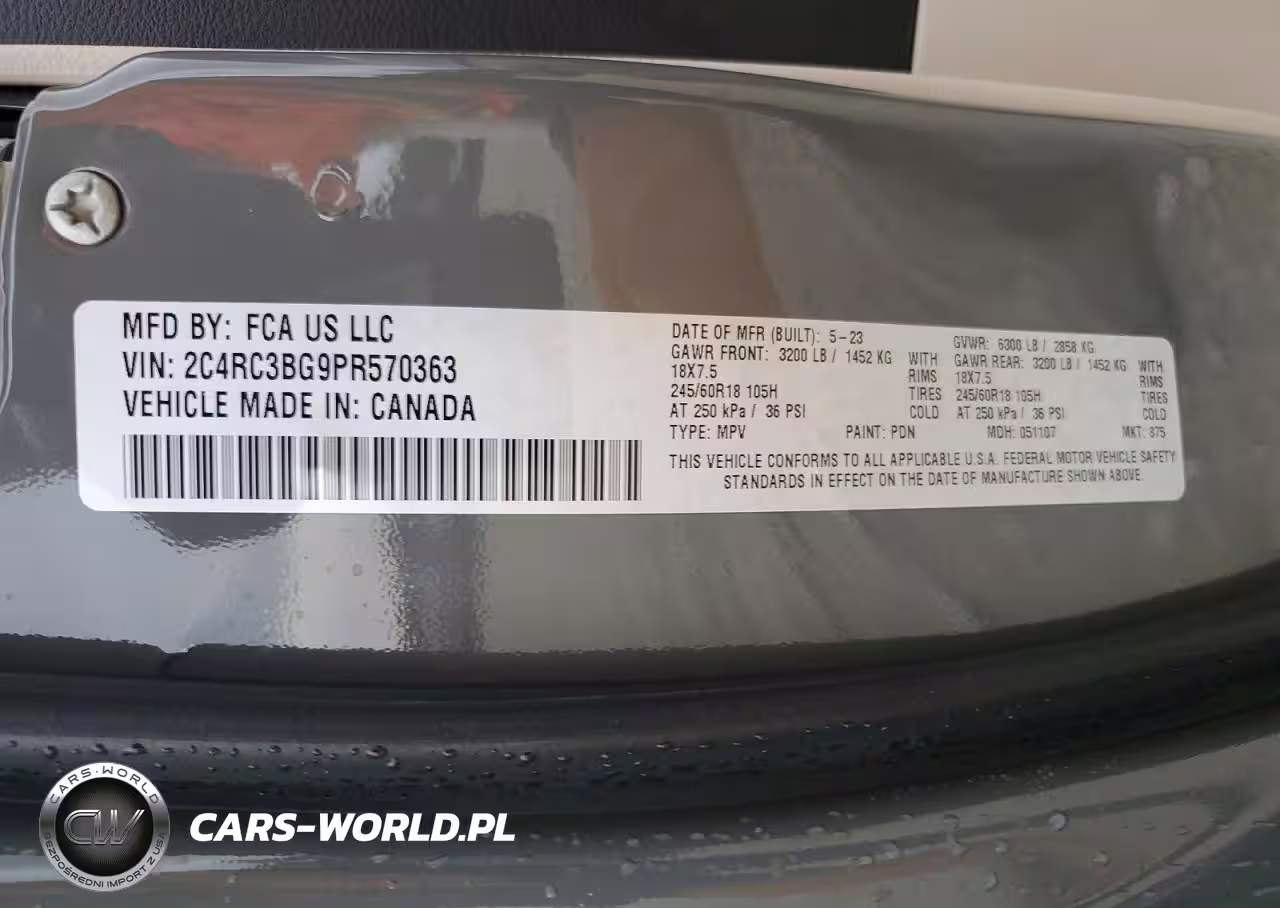 MFD BY: FCA US LLC
VIN: 2C4RC3BG9PR570363
VEHICLE MADE IN: CANADA
DATE OF MFR (BUILT): 5-23
GVWR: 6300 LB / 2858 KG
GAWR FRONT: 3200 LB / 1452 KG WITH
GAWR REAR: 3200 LB / 1452 KG WITH
18X7.5 RIMS
18X7.5 RIMS
245/60R18 105H TIRES
245/60R18 105H TIRES
AT 250 kPa / 36 PSI COLD
AT 250 kPa / 36 PSI COLD
TYPE: MPV PAINT: PDN MDH: 051107 MKT: 875
THIS VEHICLE CONFORMS TO ALL APPLICABLE U.S.A. FEDERAL MOTOR VEHICLE SAFETY
STANDARDS IN EFFECT ON THE DATE OF MANUFACTURE SHOWN ABOVE.
CARS-WORLD
CW
BEZPOŚREDNI IMPORT Z USA
CARS-WORLD.PL